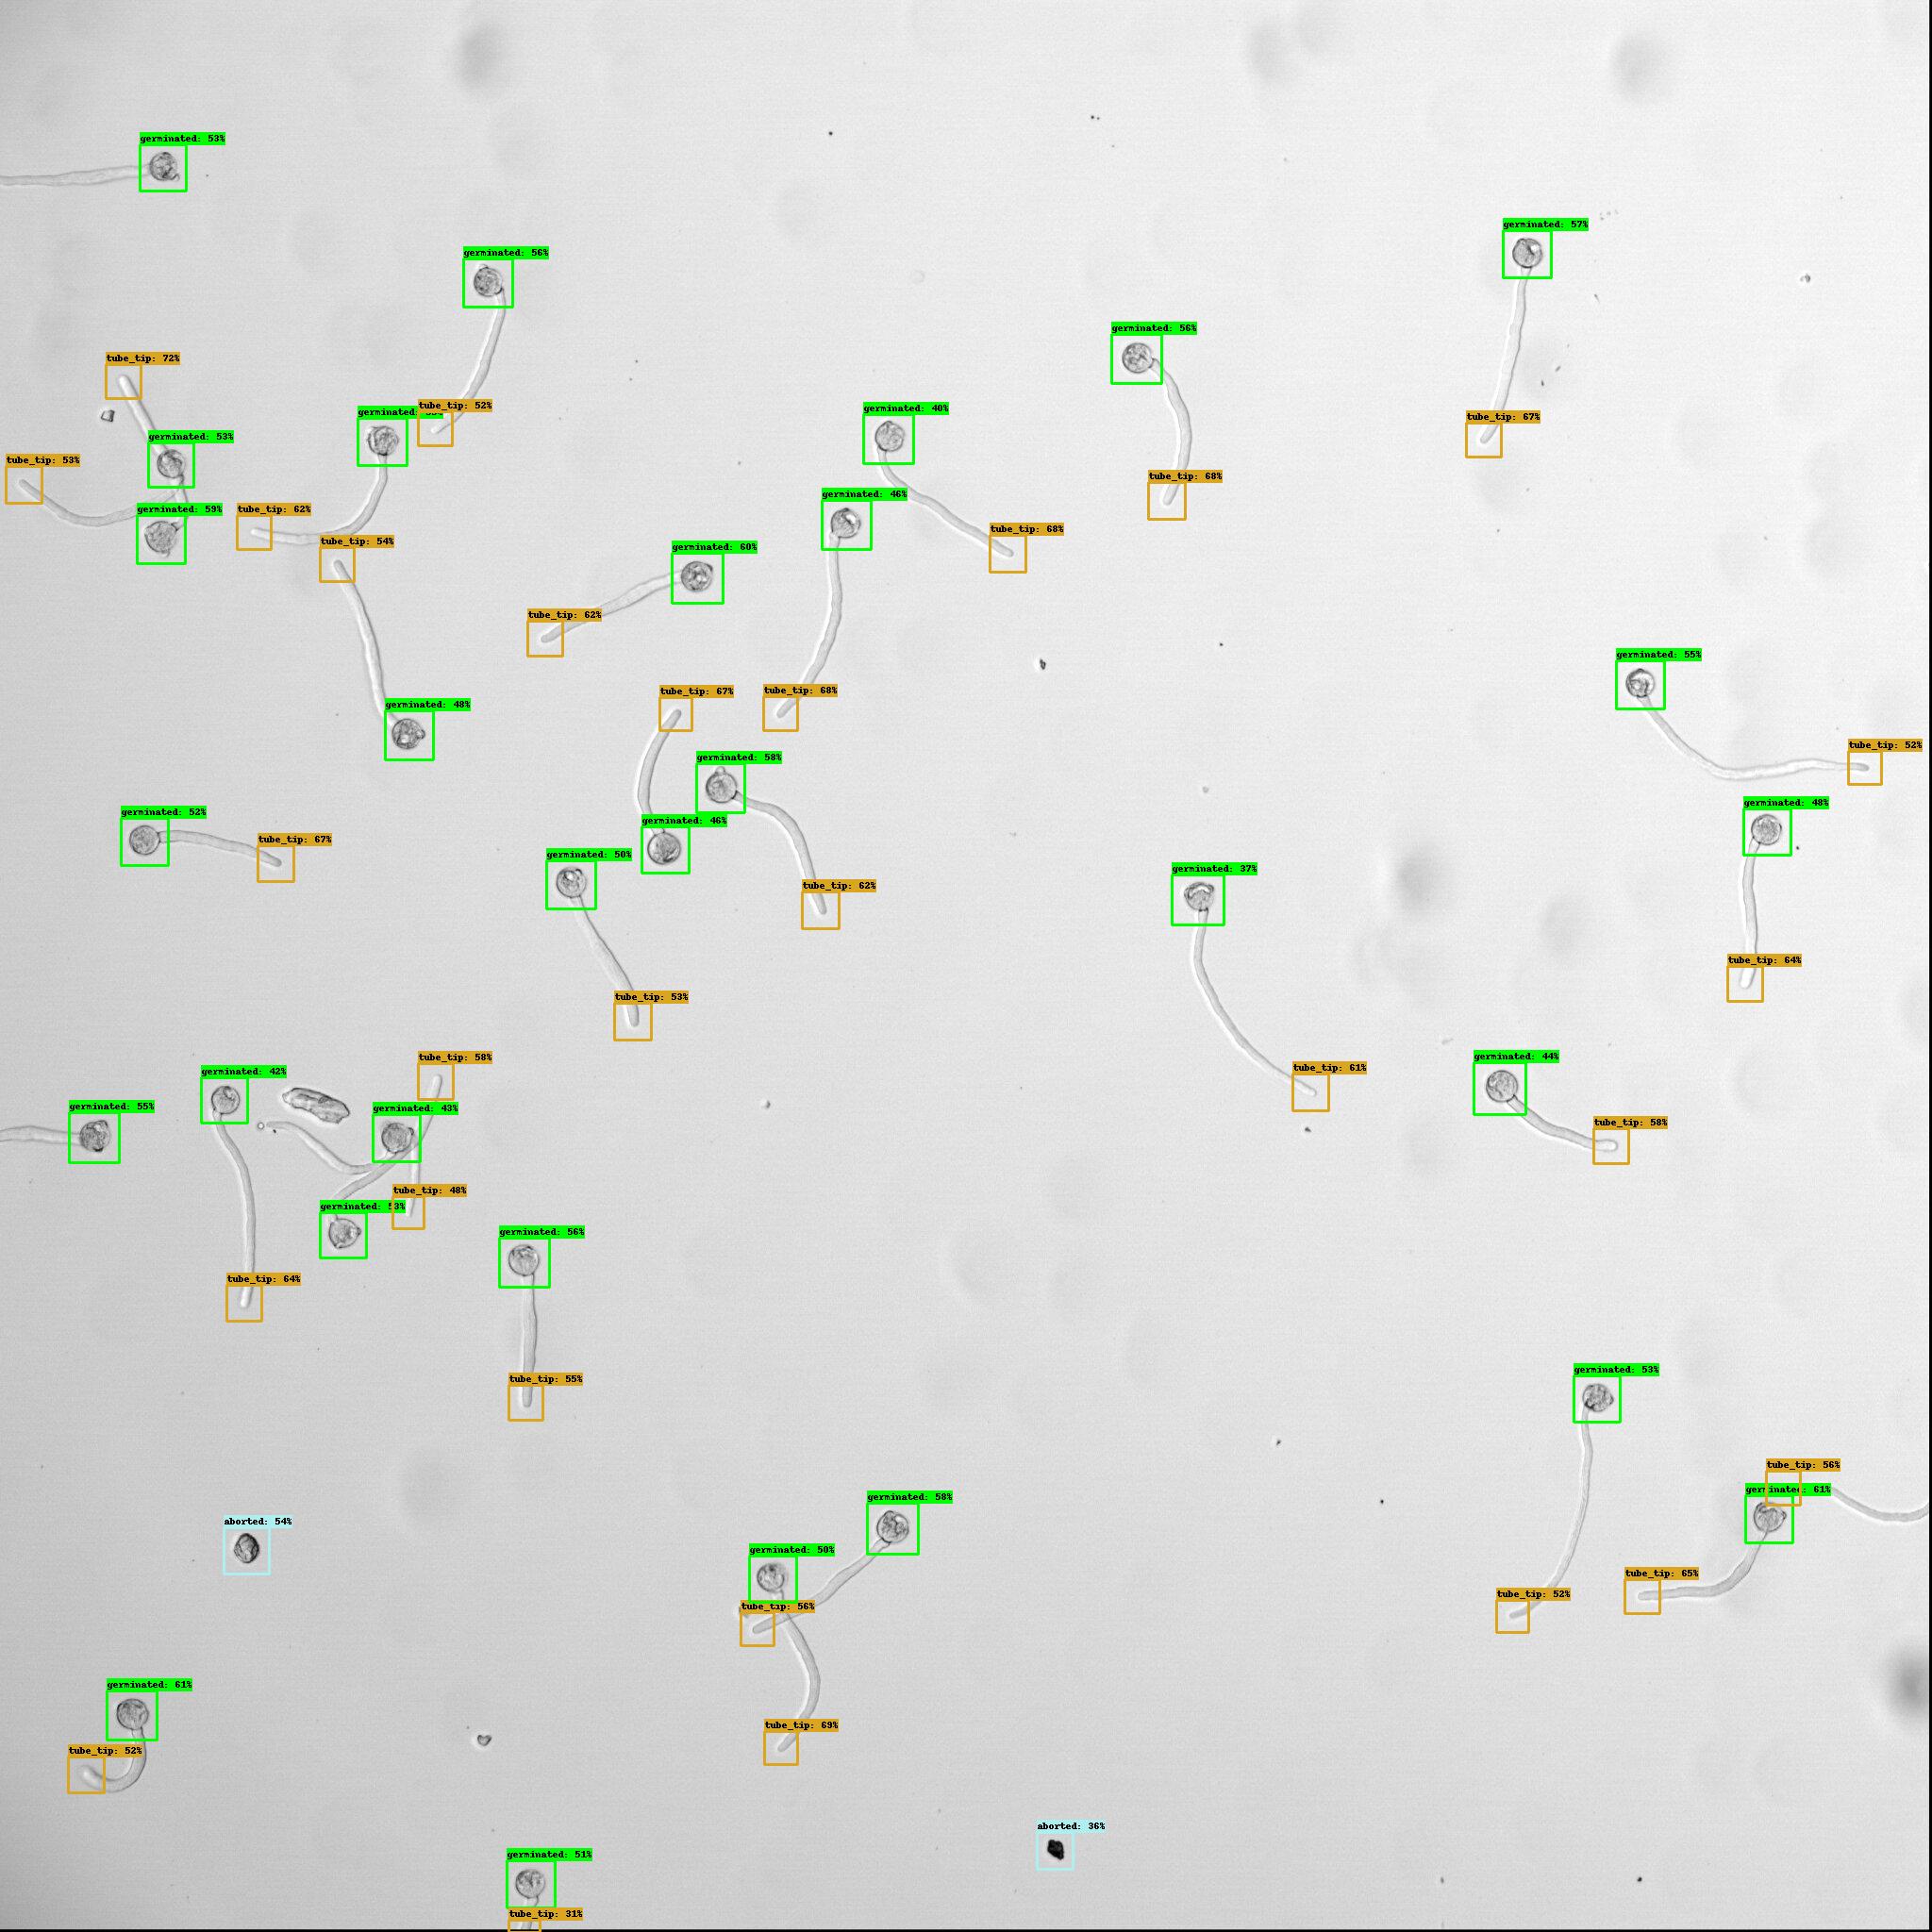 germinated: 53%
germinated: 57%
germinated: 56%
germinated: 56%
tube_tip: 72%
tube_tip: 52%
germinated:
germinated: 40%
tube_tip: 67%
germinated: 53%
tube_tip: 53%
tube_tip: 68%
germinated: 46%
germinated: 59%
tube_tip: 62%
tube_tip: 68%
tube_tip: 54%
germinated: 60%
tube_tip: 62%
germinated: 55%
tube_tip: 67%
tube_tip: 68%
germinated: 48%
tube_tip: 52%
germinated: 58%
germinated: 48%
germinated: 52%
germinated: 46%
tube_tip: 67%
germinated: 50%
germinated: 37%
tube_tip: 62%
tube_tip: 64%
tube_tip: 53%
tube_tip: 58%
germinated: 44%
tube_tip: 61%
germinated: 42%
germinated: 55%
germinated: 43%
tube_tip: 58%
tube_tip: 48%
germinated: 53%
germinated: 56%
tube_tip: 64%
germinated: 53%
tube_tip: 55%
tube_tip: 56%
germinated: 61%
germinated: 58%
aborted: 54%
germinated: 50%
tube_tip: 65%
tube_tip: 52%
tube_tip: 56%
germinated: 61%
tube_tip: 69%
tube_tip: 52%
aborted: 36%
germinated: 51%
tube_tip: 31%